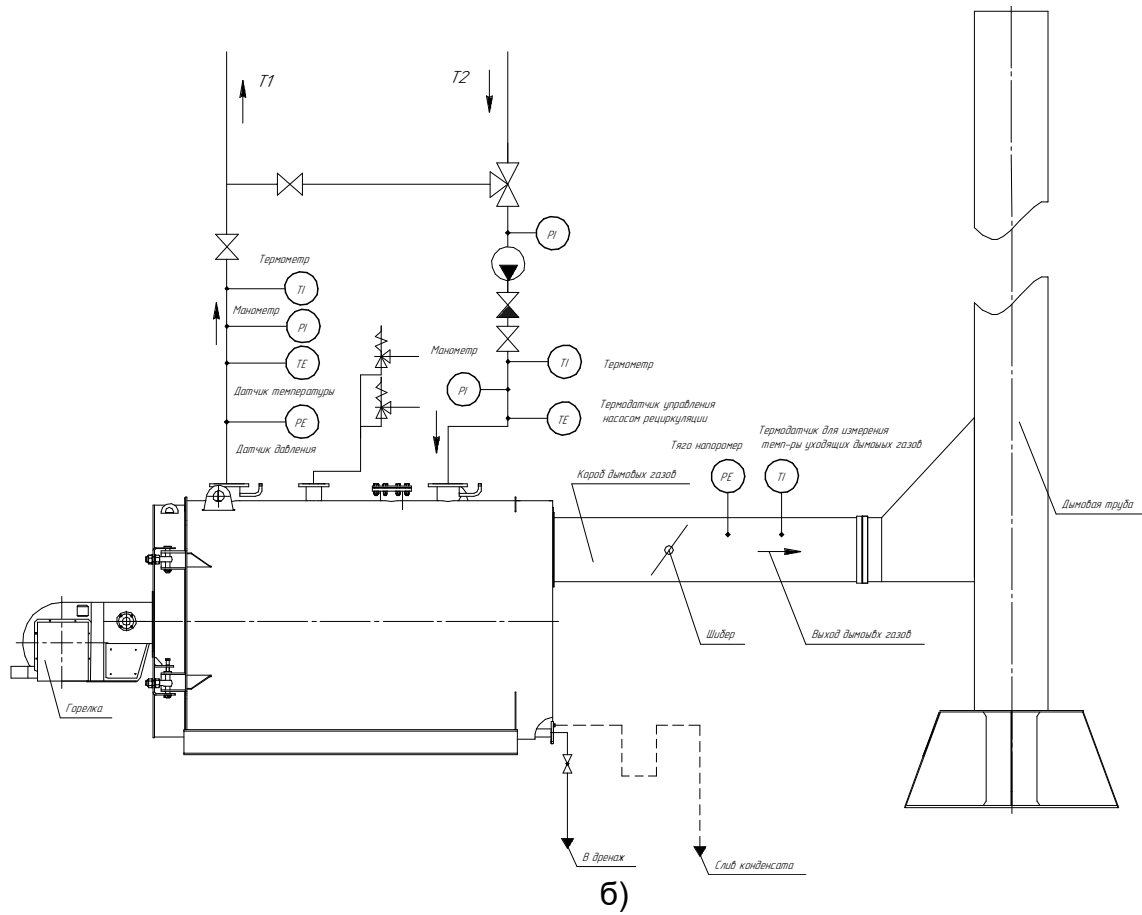 T1
T2
PI
Термометр
TI
Манометр
PI
TE
Датчик температуры
PE
Датчик давления
Манометр
TI
Термометр
PI
TE
Термодатчик управления
насосом рециркуляции
Термодатчик для измерения
темп-ры уходящих дымоыых газов
Тяго напоромер
PE
TI
Короб дымовых газов
Дымовая труба
Шибер
Выход дымоывх газов
Горелка
В дренаж
Слив конденсата
б)